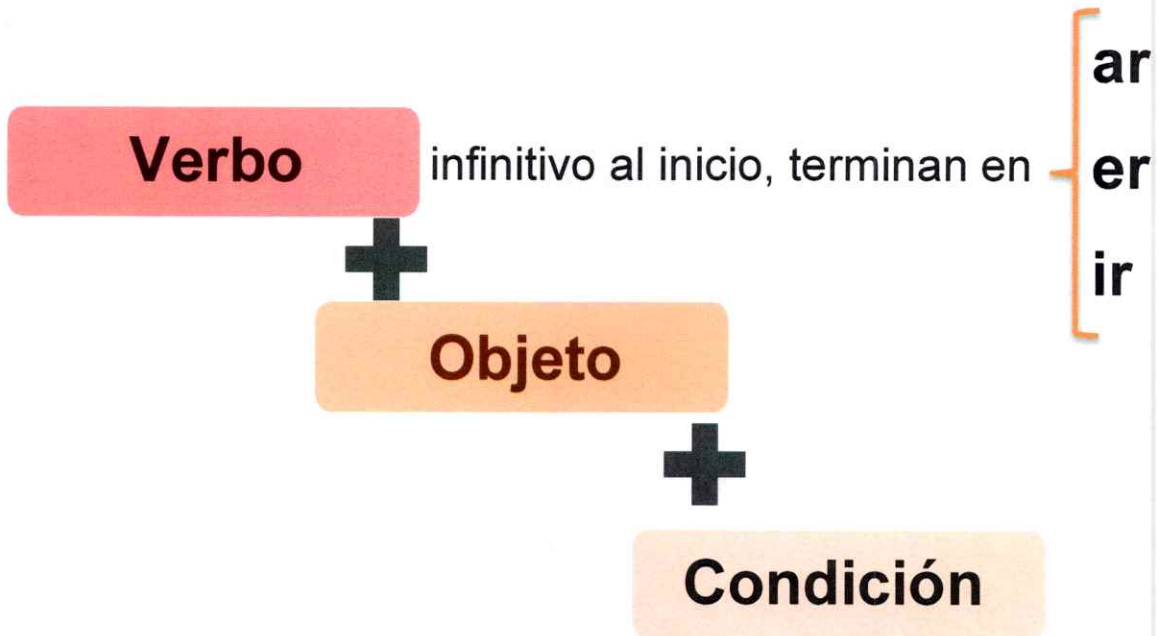 ar
Verbo infinitivo al inicio, terminan en er
ir
Objeto
Condición